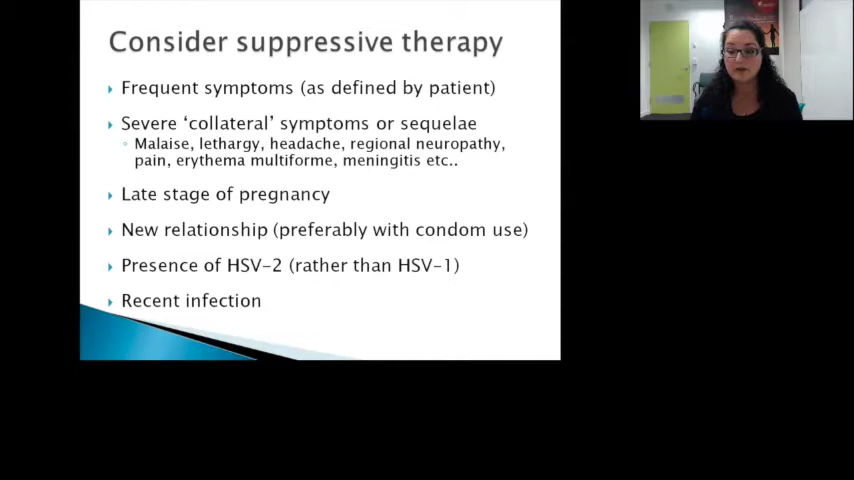 Consider suppressive therapy
Frequent symptoms (as defined by patient)
Severe ‘collateral’ symptoms or sequelae
Malaise, lethargy, headache, regional neuropathy,
pain, erythema multiforme, meningitis etc..
Late stage of pregnancy
New relationship (preferably with condom use)
Presence of HSV-2 (rather than HSV-1)
Recent infection